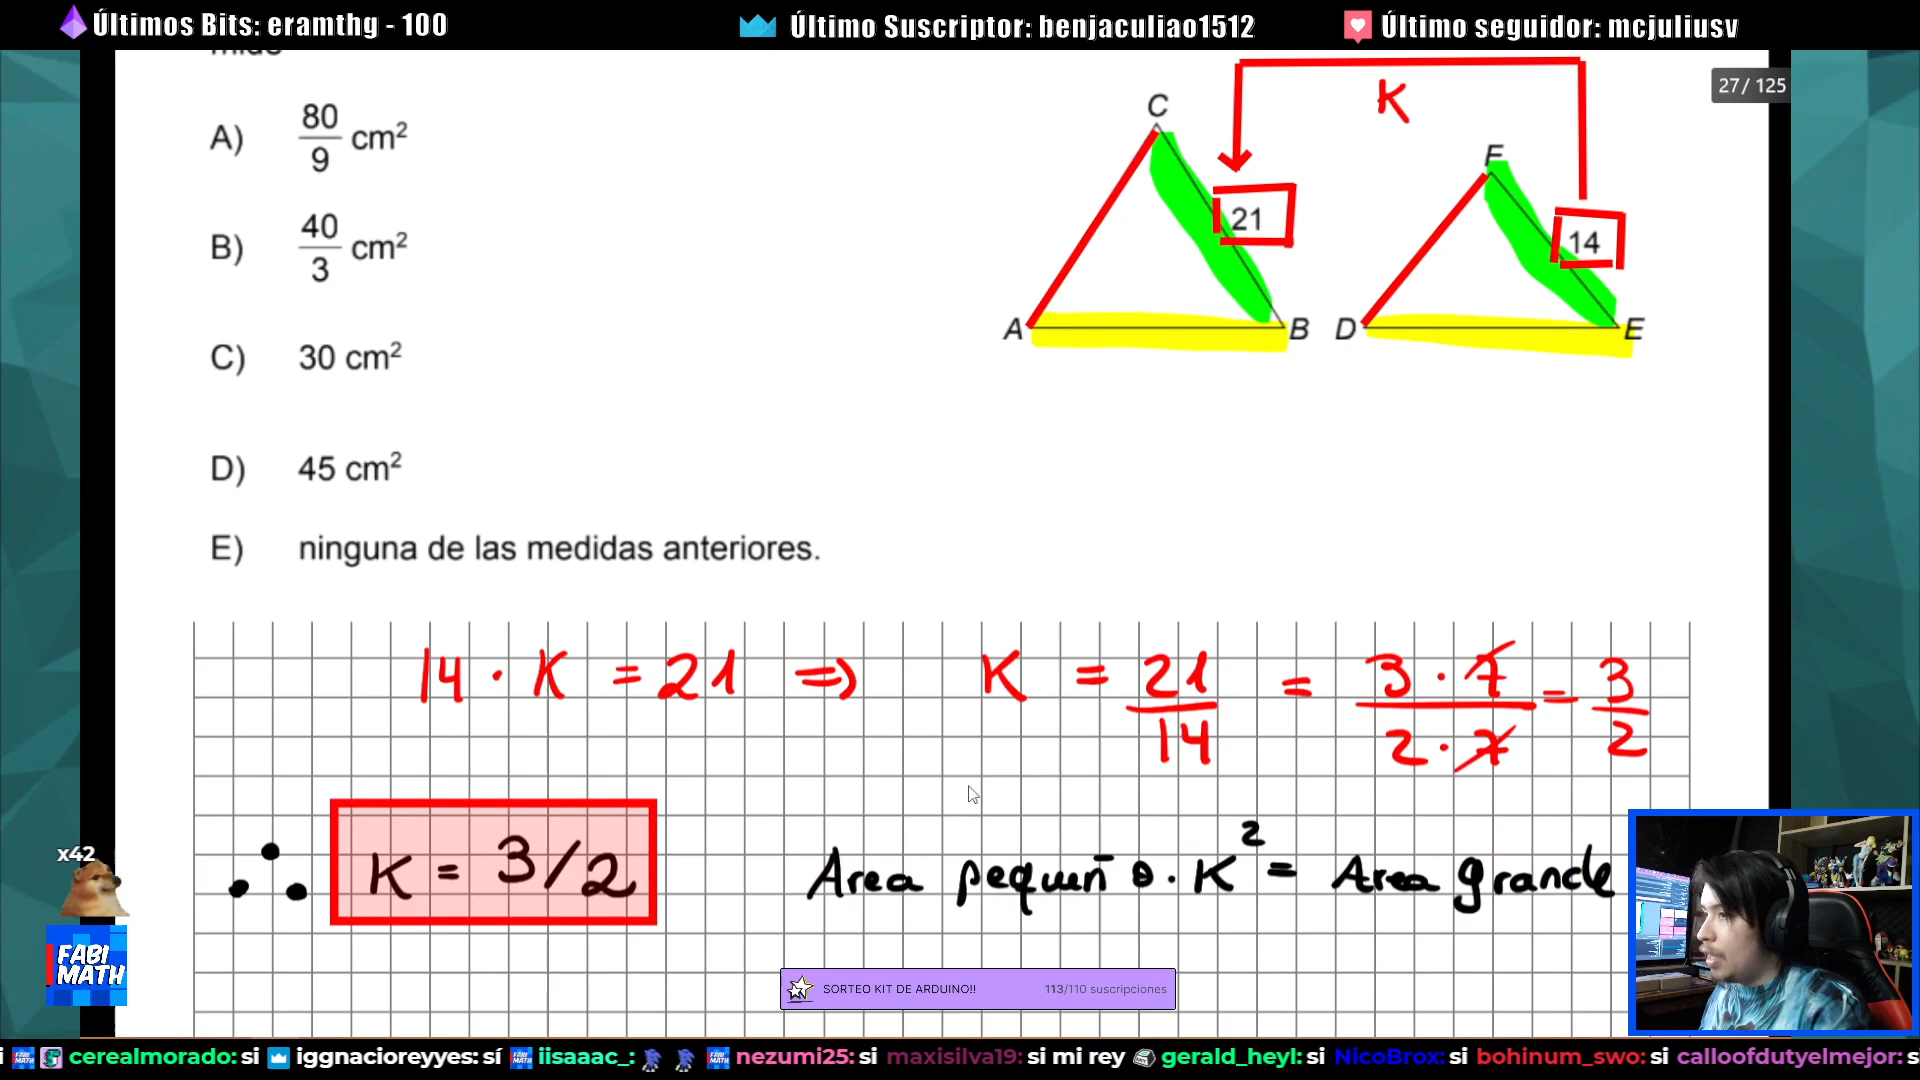 Últimos Bits: eramthg - 100
Último Suscriptor: benjaculiao1512
Último seguidor: mcjuliusv
27/ 125
A) 80/9 cm²
B) 40/3 cm²
C) 30 cm²
D) 45 cm²
E) ninguna de las medidas anteriores.
K
C
21
A
B
F
14
D
E
14 · K = 21 ⇒ K = 21/14 = 3 · 7/2 · 7 = 3/2
∴ K = 3/2
Area pequeñ o · K² = Area grande
x42
FABI
MATH
SORTEO KIT DE ARDUINO!! 113/110 suscripciones
i cerealmorado: si iggnacioreyyes: sí iisaaac_: nezumi25: si maxisilva19: si mi rey gerald_heyl: si NicoBrox: si bohinum_swo: si calloofdutyelmejor: s